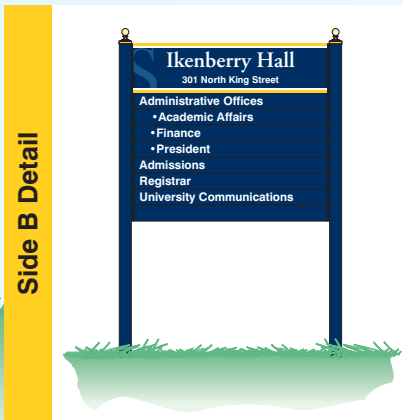 Side B Detail
S
Ikenberry Hall
301 North King Street
Administrative Offices
•Academic Affairs
•Finance
•President
Admissions
Registrar
University Communications